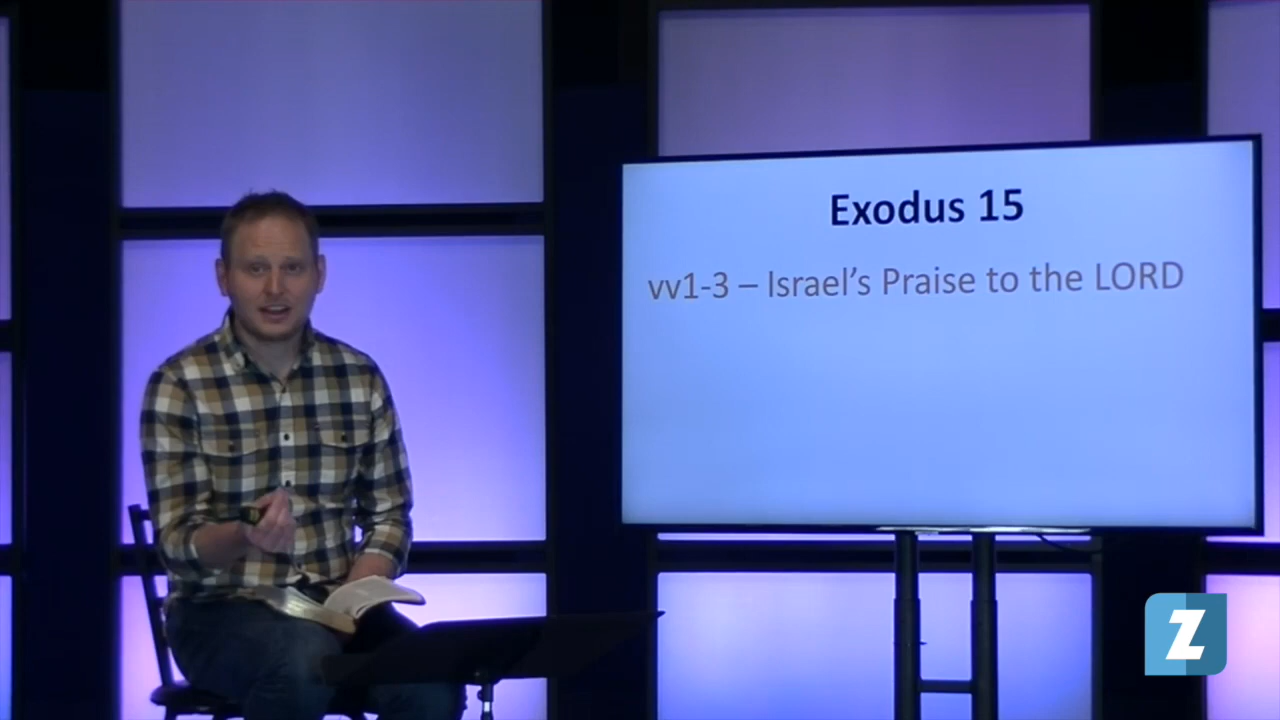 Exodus 15
vv1-3 – Israel's Praise to the LORD
Z